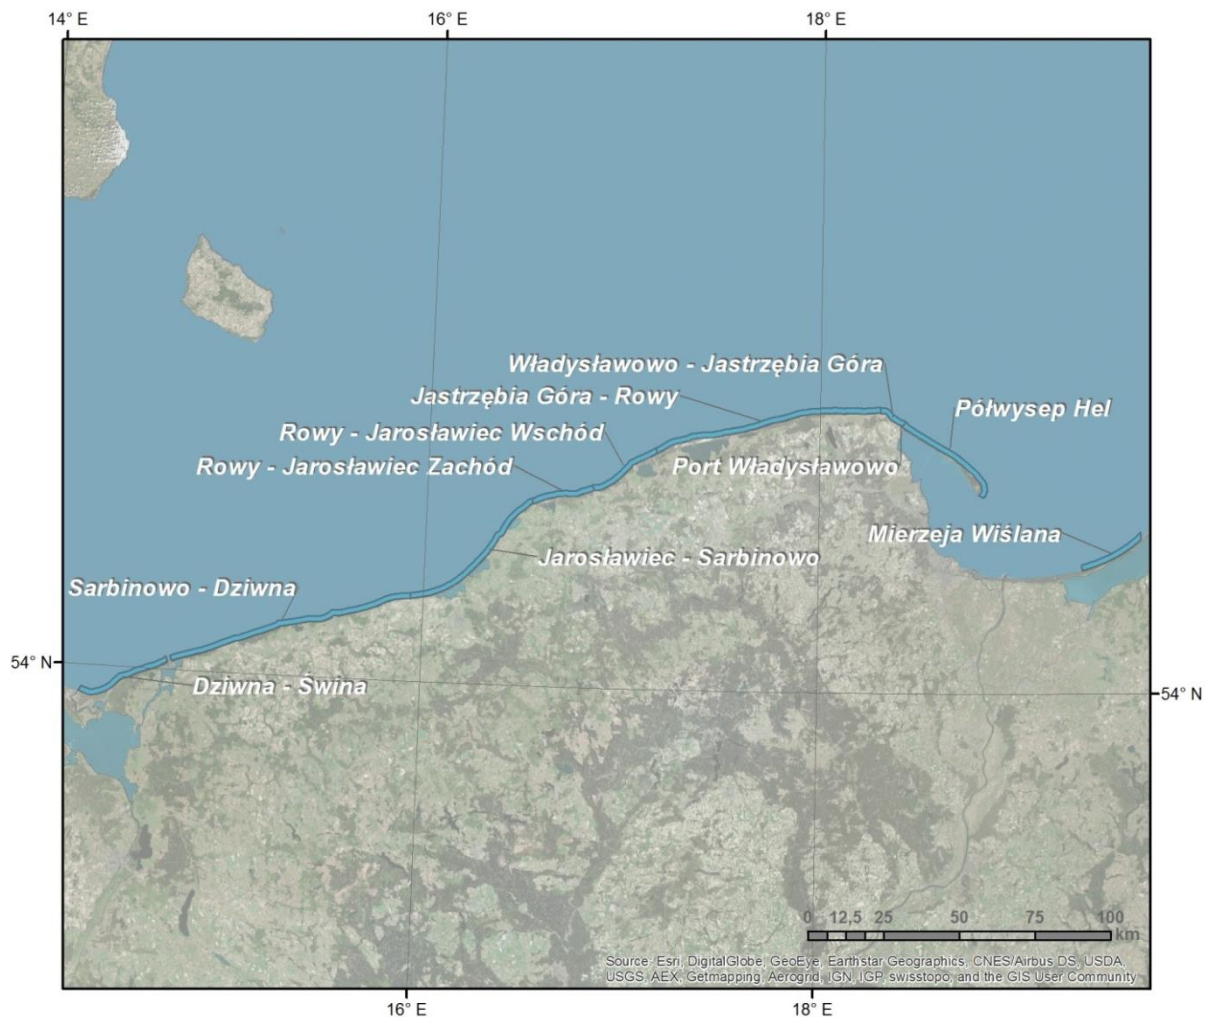 14° E
16° E
18° E
Władysławowo - Jastrzębia Góra
Jastrzębia Góra - Rowy
Półwysep Hel
Rowy - Jarosławiec Wschód
Rowy - Jarosławiec Zachód
Port Władysławowo
Mierzeja Wiślana
Jarosławiec - Sarbinowo
Sarbinowo - Dziwna
54° N
Dziwna - Świna
54° N
0 12,5 25 50 75 100
km
Source: Esri, DigitalGlobe, GeoEye, Earthstar Geographics, CNES/Airbus DS, USDA,
USGS, AEX, Getmapping, Aerogrid, IGN, IGP, swisstopo, and the GIS User Community
16° E
18° E